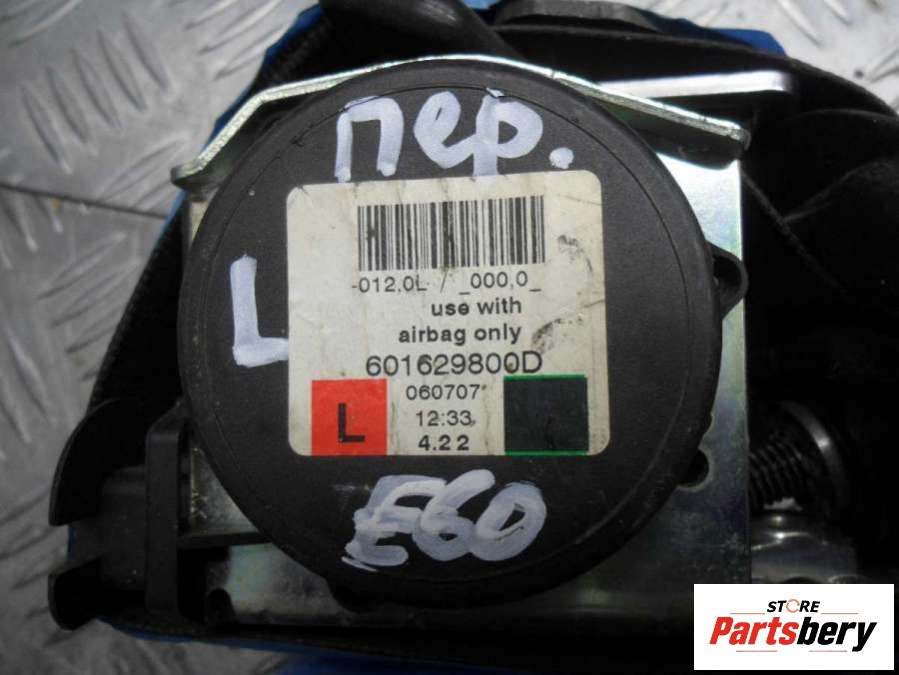 пер.
L
-012,0L / _000,0_
use with
airbag only
601629800D
060707
L
12:33
4.22
E60
STORE
Partsbery